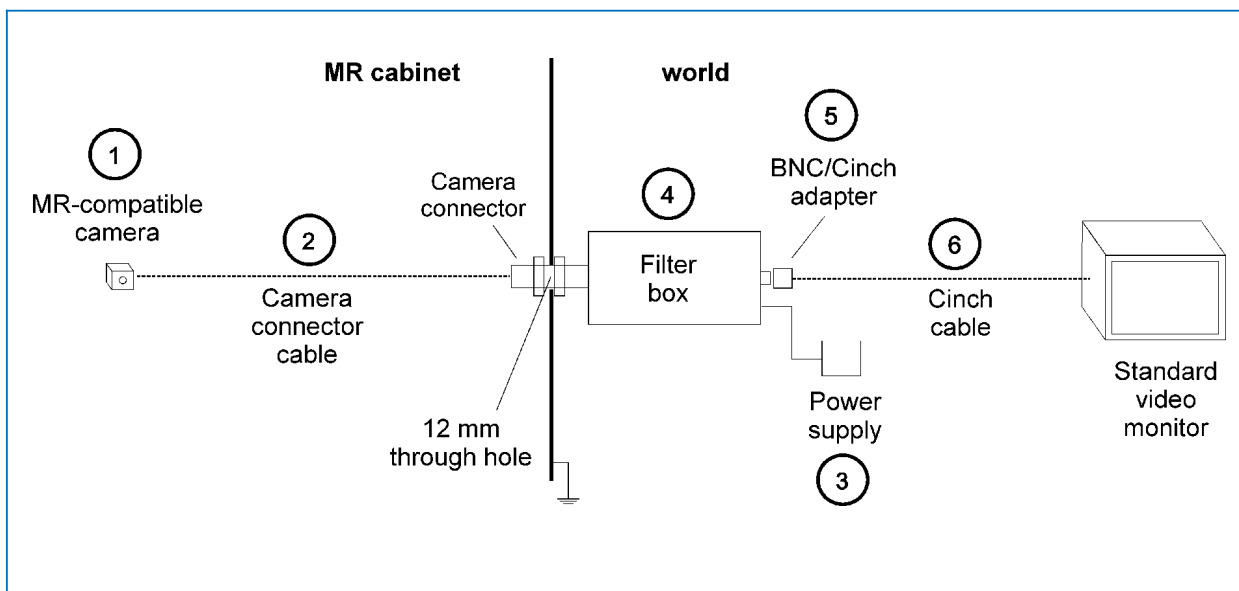 MR cabinet
world
1
MR-compatible
camera
2
Camera
connector
cable
Camera
connector
12 mm
through hole
4
Filter
box
5
BNC/Cinch
adapter
6
Cinch
cable
Power
supply
3
Standard
video
monitor